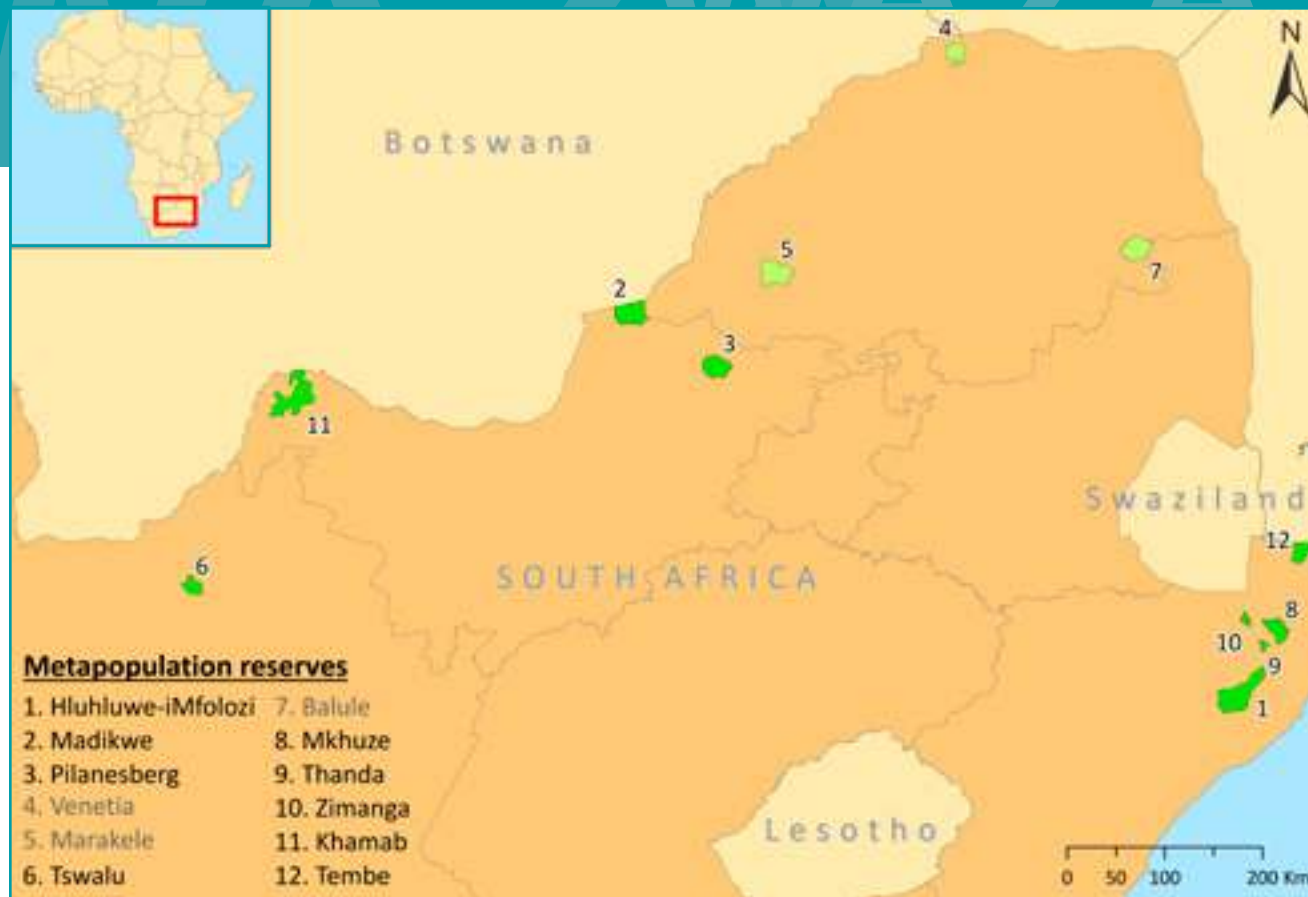 N
4
Botswana
5
7
2
3
11
Swaziland
12
6
SOUTH AFRICA
8
10
9
1
Metapopulation reserves
1. Hluhluwe-iMfolozi
2. Madikwe
3. Pilanesberg
4. Venetia
5. Marakele
6. Tswalu
7. Balule
8. Mkhuze
9. Thanda
10. Zimanga
11. Khamab
12. Tembe
Lesotho
0 50 100 200 Km